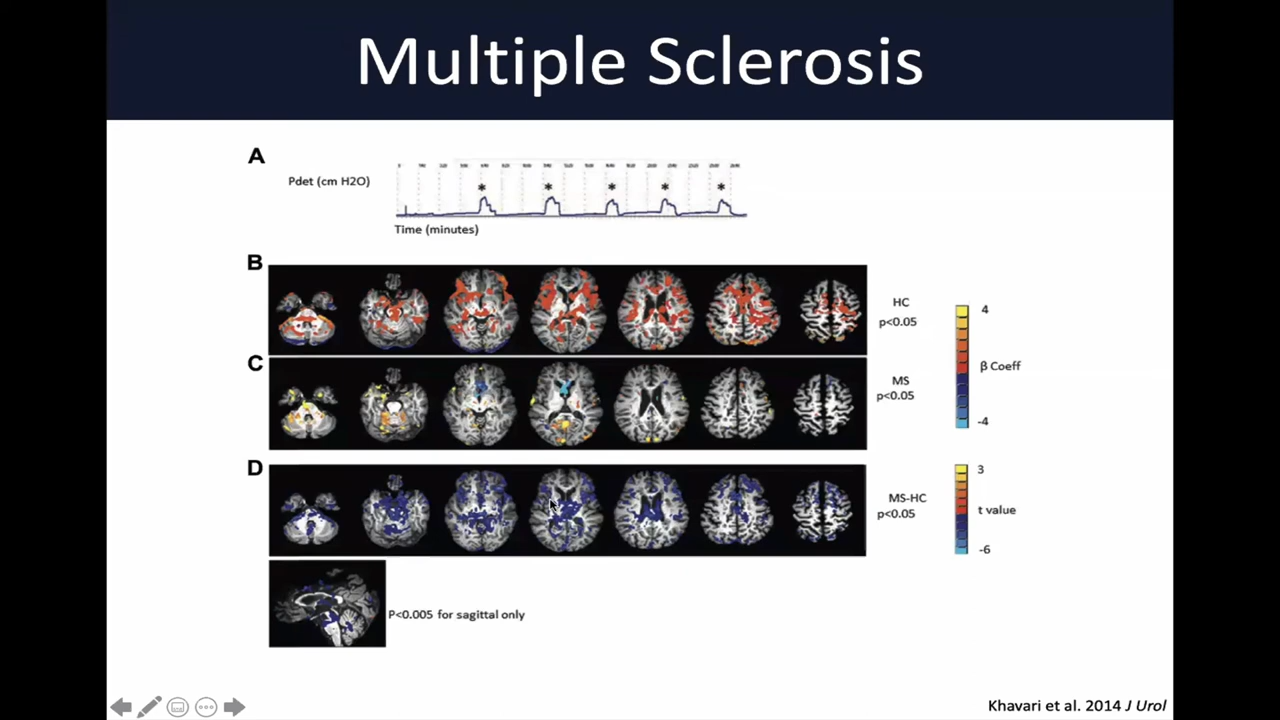 Multiple Sclerosis
A
Pdet (cm H2O)
* * * * *
Time (minutes)
B
HC
p<0.05
4
β Coeff
-4
C
MS
p<0.05
D
MS-HC
p<0.05
3
t value
-6
P<0.005 for sagittal only
Khavari et al. 2014 J Urol